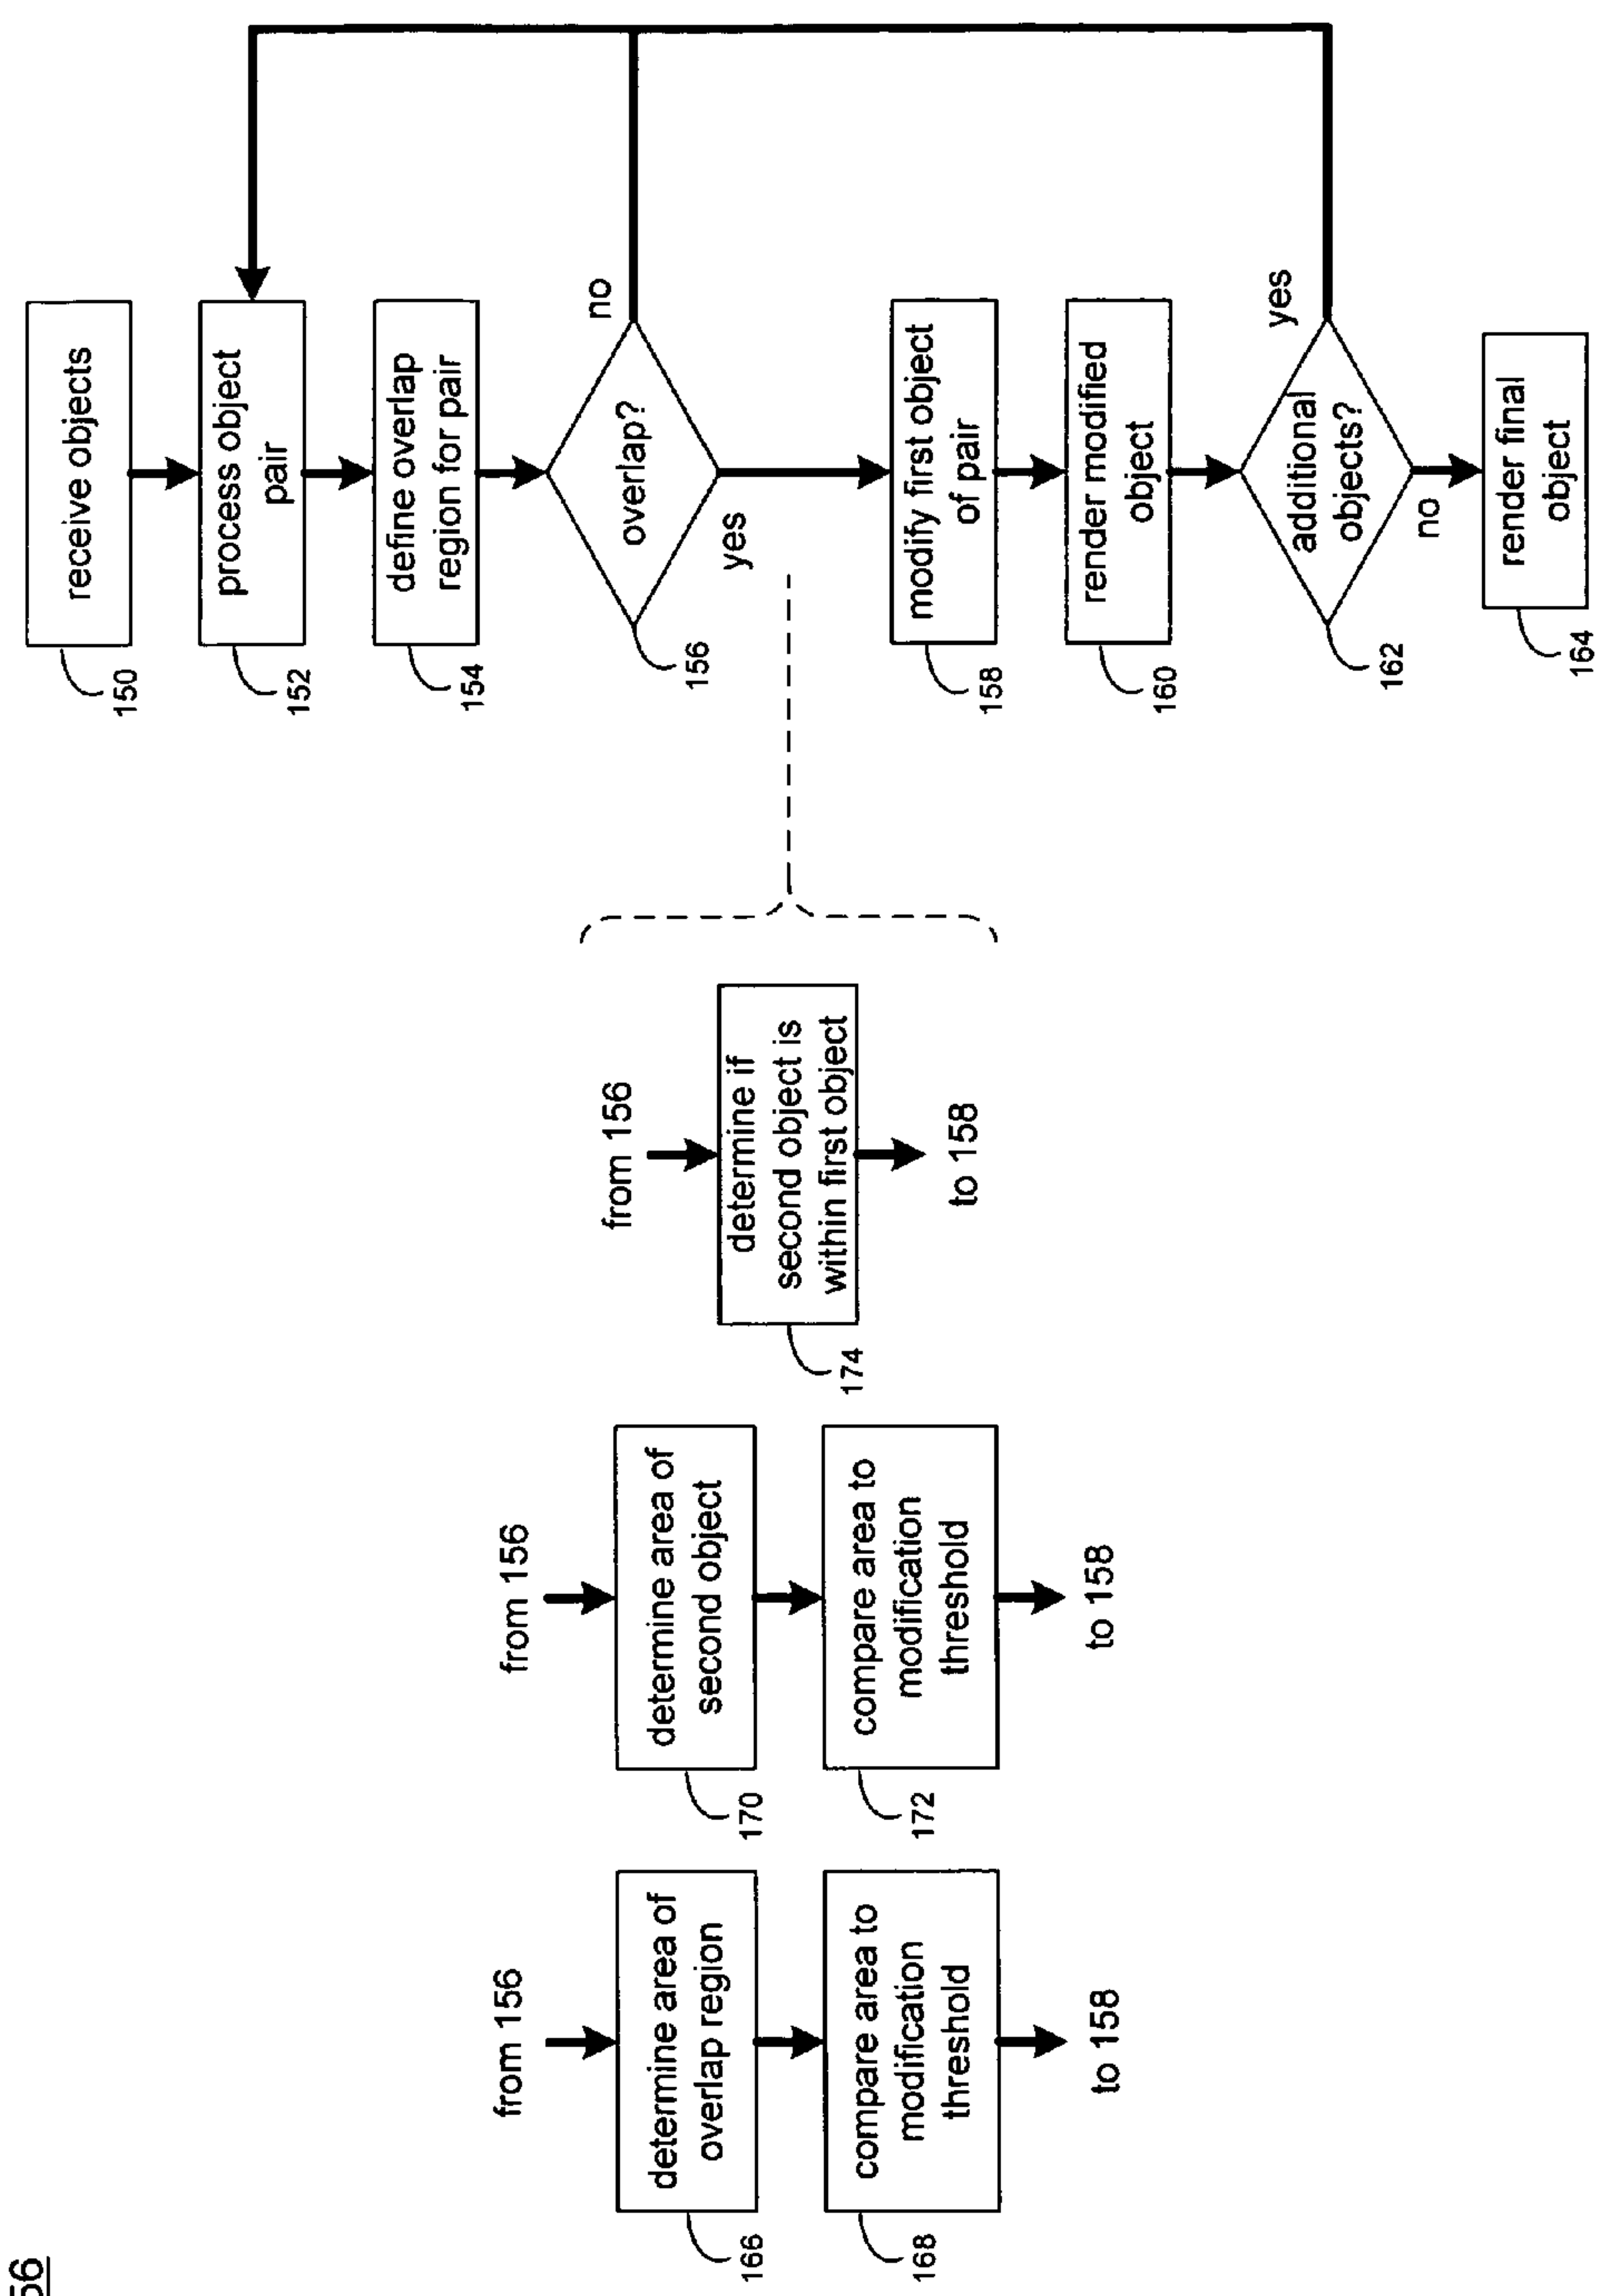 56
receive objects
150
process object
pair
152
define overlap
region for pair
154
overlap?
no
yes
156
modify first object
of pair
158
render modified
object
160
additional
objects?
yes
no
162
render final
object
164
from 156
determine area of
overlap region
166
compare area to
modification
threshold
168
to 158
from 156
determine area of
second object
170
compare area to
modification
threshold
172
to 158
from 156
determine if
second object is
within first object
174
to 158